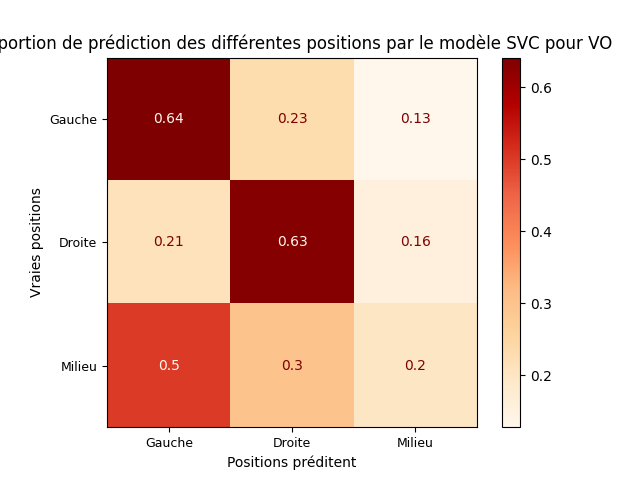 portion de prédiction des différentes positions par le modèle SVC pour VO
Gauche 0.64 0.23 0.13
Droite 0.21 0.63 0.16
Milieu 0.5 0.3 0.2
Gauche Droite Milieu
Positions préditent
Vraies positions
0.6
0.5
0.4
0.3
0.2